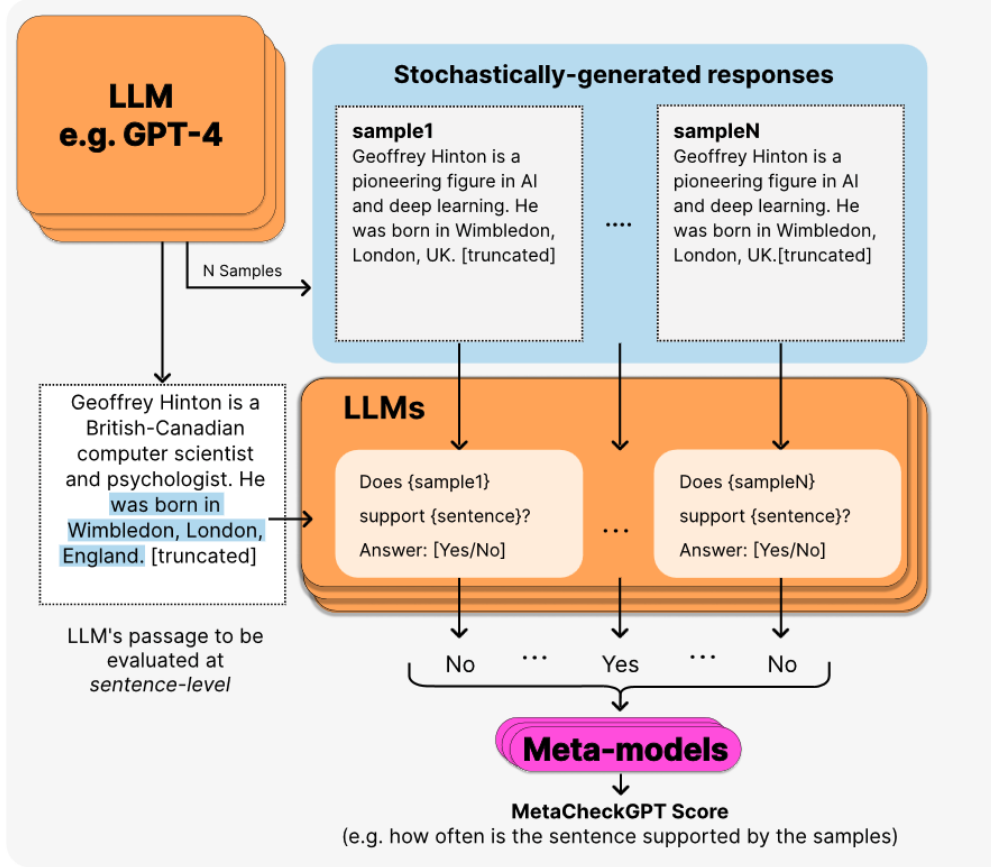 LLM
e.g. GPT-4
Stochastically-generated responses
sample1
Geoffrey Hinton is a
pioneering figure in AI
and deep learning. He
was born in Wimbledon,
London, UK. [truncated]
....
sampleN
Geoffrey Hinton is a
pioneering figure in AI
and deep learning. He
was born in Wimbledon,
London, UK.[truncated]
N Samples
Geoffrey Hinton is a
British-Canadian
computer scientist
and psychologist. He
was born in
Wimbledon, London,
England. [truncated]
LLM's passage to be
evaluated at
sentence-level
LLMs
Does {sample1}
support {sentence}?
Answer: [Yes/No]
...
Does {sampleN}
support {sentence}?
Answer: [Yes/No]
No ... Yes ... No
Meta-models
MetaCheckGPT Score
(e.g. how often is the sentence supported by the samples)